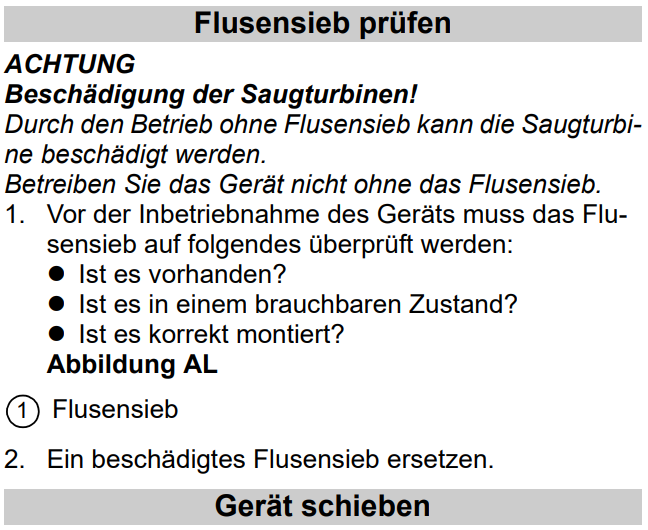 Flusensieb prüfen
ACHTUNG
Beschädigung der Saugturbinen!
Durch den Betrieb ohne Flusensieb kann die Saugturbi-
ne beschädigt werden.
Betreiben Sie das Gerät nicht ohne das Flusensieb.
1. Vor der Inbetriebnahme des Geräts muss das Flu-
sensieb auf folgendes überprüft werden:
● Ist es vorhanden?
● Ist es in einem brauchbaren Zustand?
● Ist es korrekt montiert?
Abbildung AL
① Flusensieb
2. Ein beschädigtes Flusensieb ersetzen.
Gerät schieben